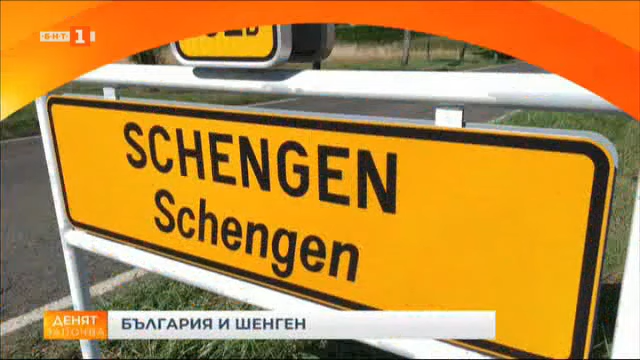 БНТ 1
SCHENGEN
Schengen
ДЕНЯТ
ЗАПОЧВА
БЪЛГАРИЯ И ШЕНГЕН